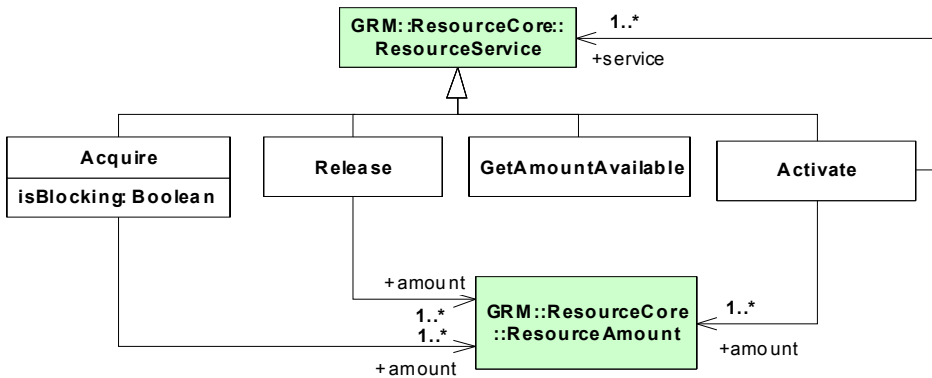 GRM::ResourceCore::
ResourceService
1..*
+service
Acquire
isBlocking: Boolean
Release
GetAmountAvailable
Activate
+amount
1..*
1..*
+amount
GRM::ResourceCore
::ResourceAmount
1..*
+amount